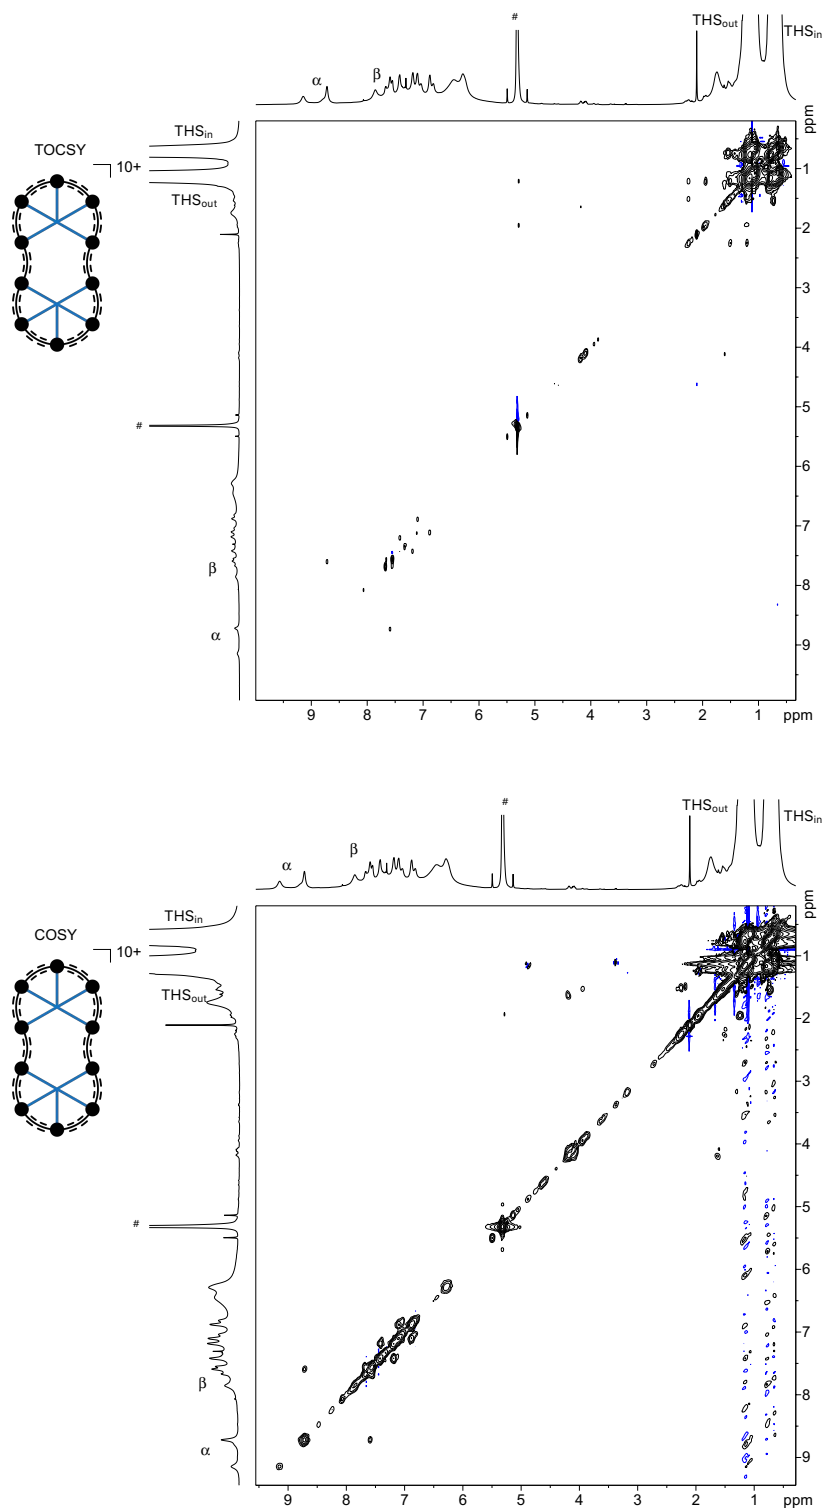 #
THSout
THSin
α
β
ppm
THSin
TOCSY
10+
1
THSout
2
3
4
#
5
6
7
β
8
α
9
9 8 7 6 5 4 3 2 1 ppm
#
THSout
THSin
α
β
ppm
THSin
COSY
10+
1
THSout
2
3
4
#
5
6
7
β
8
α
9
9 8 7 6 5 4 3 2 1 ppm